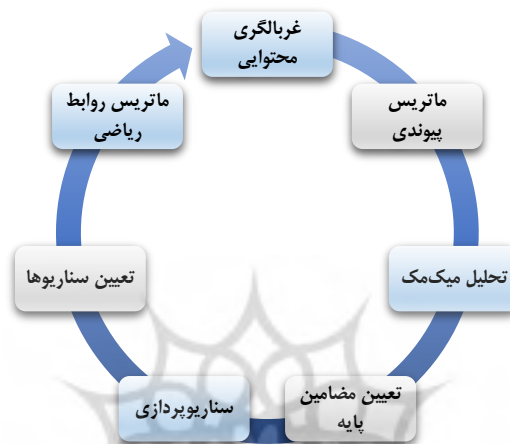 غربالگری
محتوایی
ماتریس
پیوندی
تحلیل میک‌مک
تعیین مضامین
پایه
سناریوپردازی
تعیین سناریوها
ماتریس روابط
ریاضی